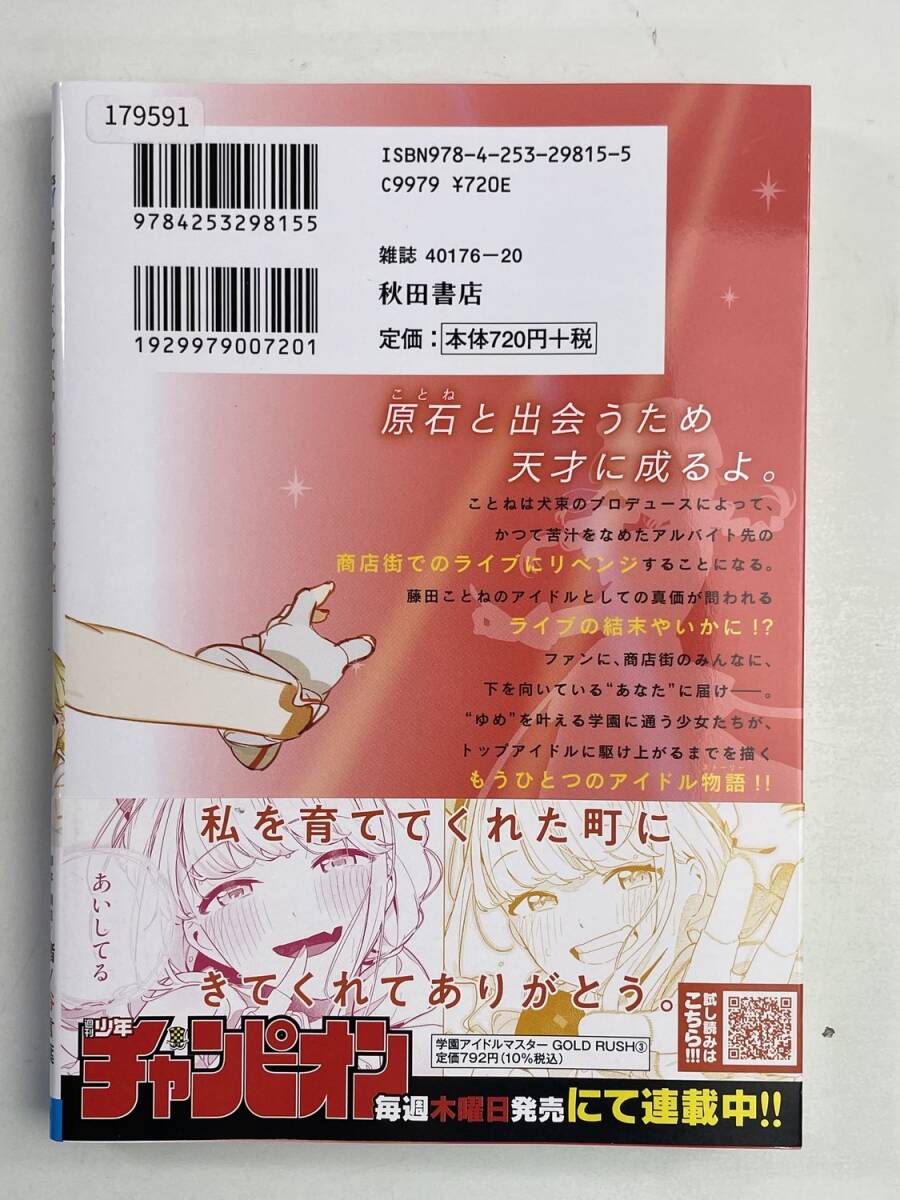 179591
ISBN978-4-253-29815-5
C9979 ¥720E
9784253298155
雑誌 40176-20
秋田書店
1929979007201
定価：本体720円+税
ことね
原石と出会うため
天才に成るよ。
ことねは犬束のプロデュースによって、
かつて苦汁をなめたアルバイト先の
商店街でのライブにリベンジすることになる。
藤田ことねのアイドルとしての真価が問われる
ライブの結末やいかに!?
ファンに、商店街のみんなに、
下を向いている“あなた”に届け──。
“ゆめ”を叶える学園に通う少女たちが、
トップアイドルに駆け上がるまでを描く
ストーリー
もうひとつのアイドル物語!!
私を育ててくれた町に
あいしてる
きてくれてありがとう。
試し読みは
こちら!!!
週刊少年
チャンピオン
学園アイドルマスター GOLD RUSH③
定価792円(10%税込)
毎週木曜日発売にて連載中!!